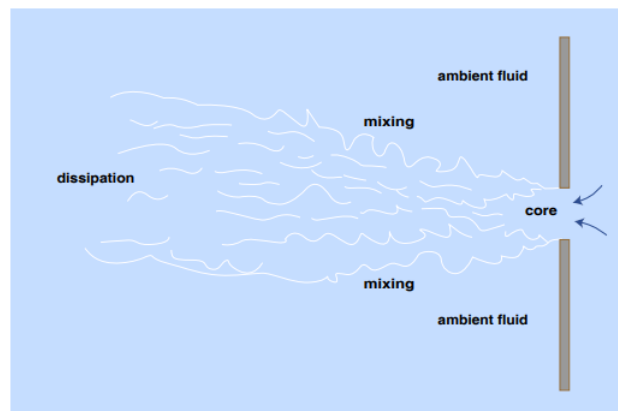 ambient fluid
mixing
dissipation
core
mixing
ambient fluid